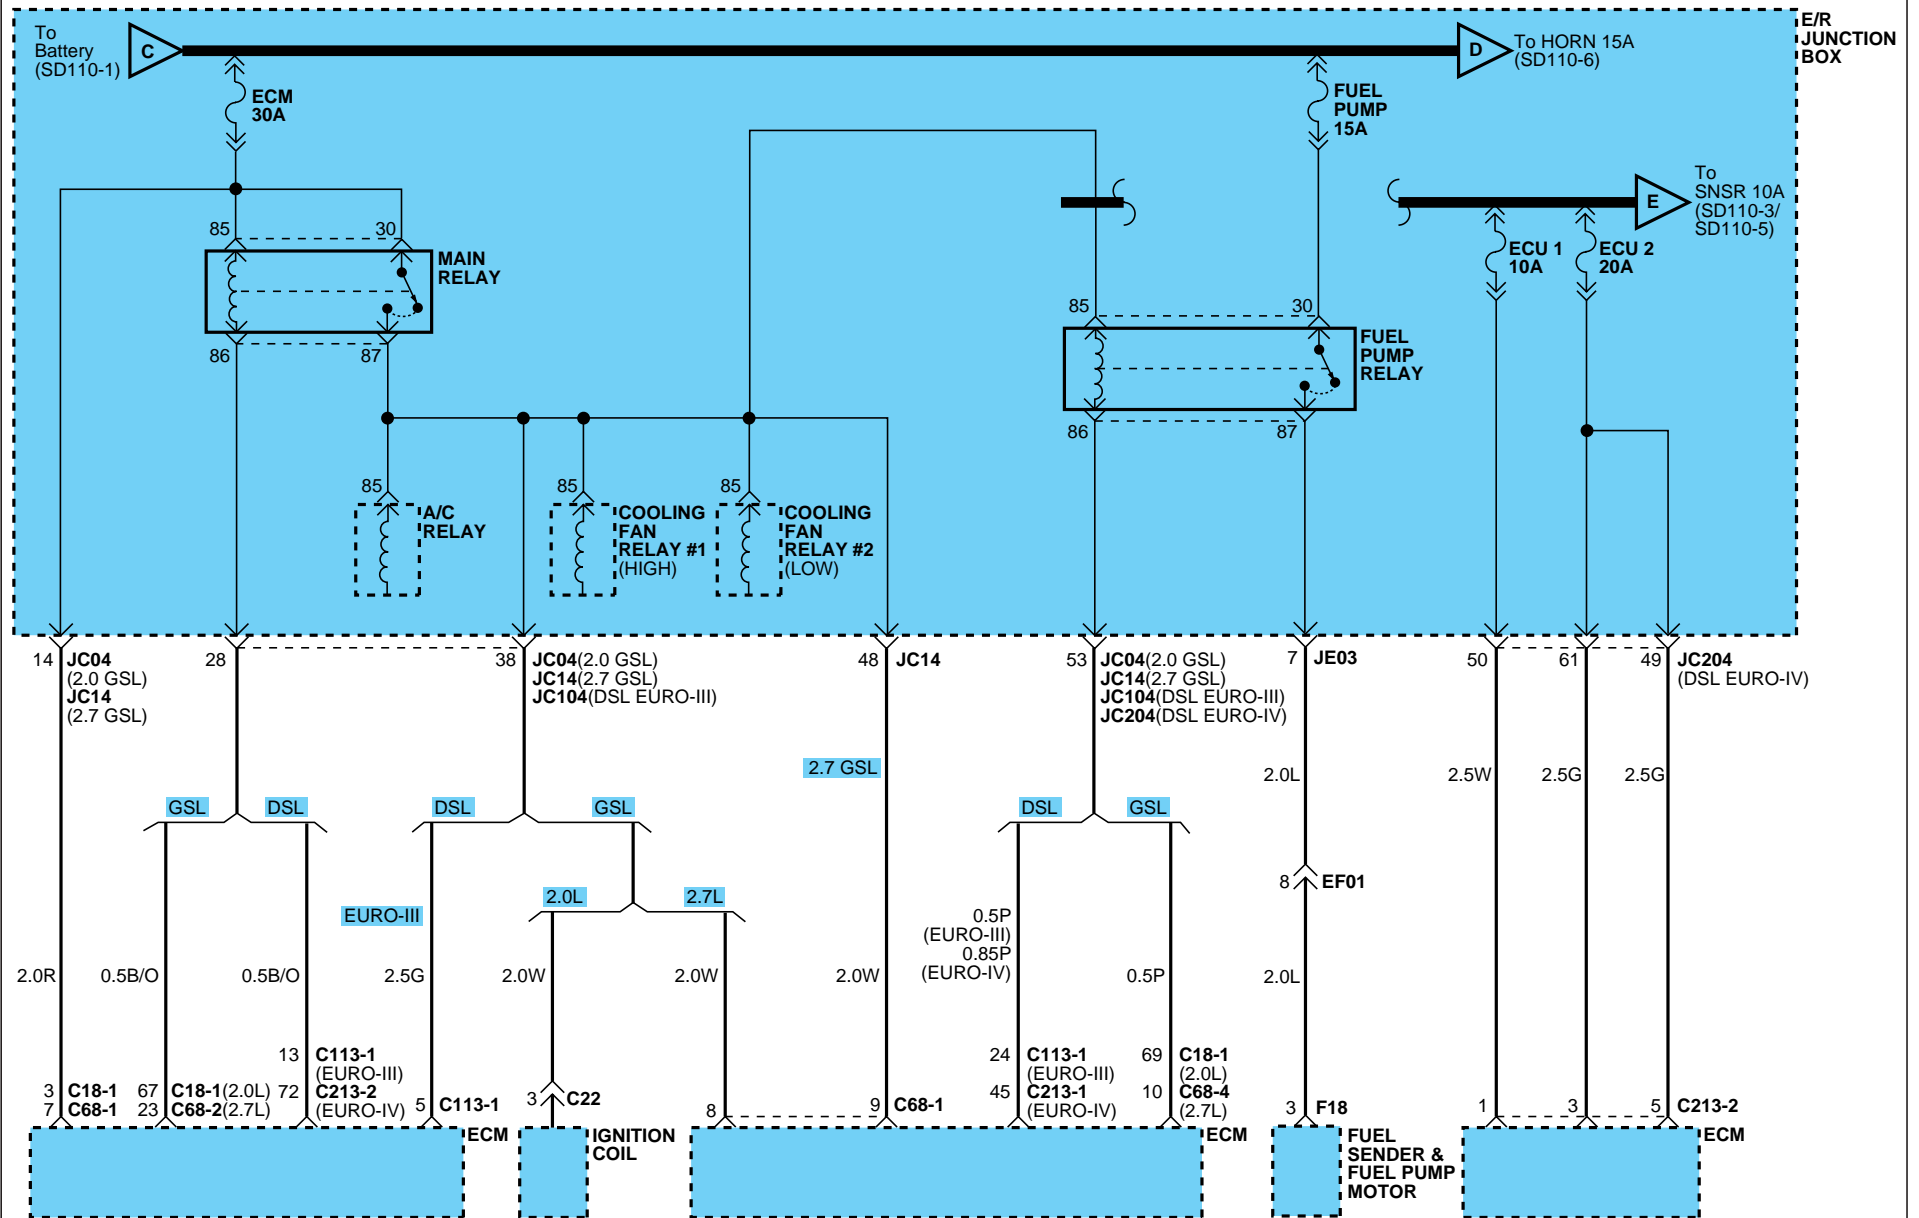 To
Battery
(SD110-1)
C
D
To HORN 15A
(SD110-6)
E/R
JUNCTION
BOX
ECM
30A
FUEL
PUMP
15A
To
SNSR 10A
(SD110-3/
SD110-5)
E
ECU 1
10A
ECU 2
20A
85
30
MAIN
RELAY
86
87
85
30
FUEL
PUMP
RELAY
86
87
85
A/C
RELAY
85
COOLING
FAN
RELAY #1
(HIGH)
85
COOLING
FAN
RELAY #2
(LOW)
14
JC04
(2.0 GSL)
JC14
(2.7 GSL)
28
38
JC04(2.0 GSL)
JC14(2.7 GSL)
JC104(DSL EURO-III)
48
JC14
53
JC04(2.0 GSL)
JC14(2.7 GSL)
JC104(DSL EURO-III)
JC204(DSL EURO-IV)
7
JE03
50
61
49
JC204
(DSL EURO-IV)
2.7 GSL
2.0L
2.5W
2.5G
2.5G
GSL
DSL
DSL
GSL
DSL
GSL
8
EF01
2.0L
2.7L
EURO-III
0.5P
(EURO-III)
0.85P
(EURO-IV)
2.0R
0.5B/O
0.5B/O
2.5G
2.0W
2.0W
2.0W
0.5P
2.0L
3
7
C18-1
C68-1
67
23
C18-1(2.0L)
C68-2(2.7L)
13
C113-1
(EURO-III)
72
C213-2
(EURO-IV)
5
C113-1
3
C22
8
9
C68-1
24
C113-1
(EURO-III)
45
C213-1
(EURO-IV)
69
C18-1
(2.0L)
10
C68-4
(2.7L)
3
F18
1
3
5
C213-2
ECM
IGNITION
COIL
ECM
FUEL
SENDER &
FUEL PUMP
MOTOR
ECM